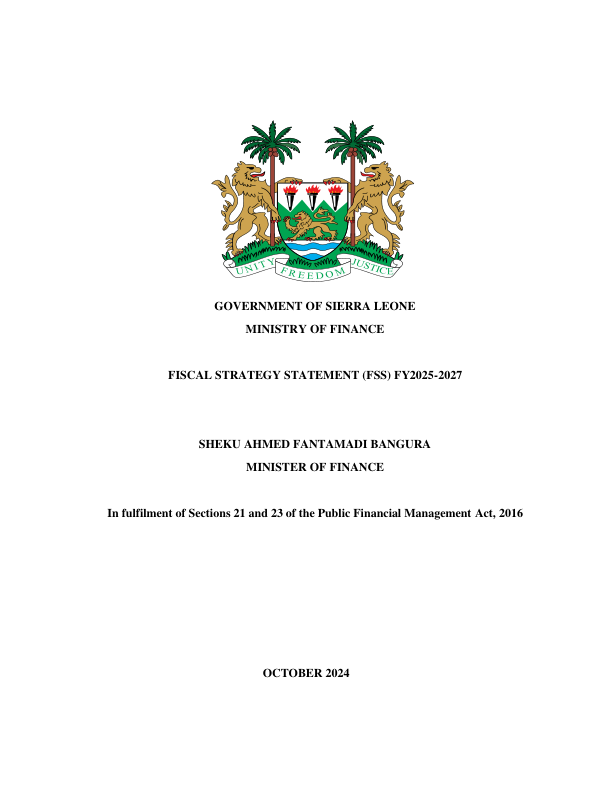 UNITY FREEDOM JUSTICE
GOVERNMENT OF SIERRA LEONE
MINISTRY OF FINANCE
FISCAL STRATEGY STATEMENT (FSS) FY2025-2027
SHEKU AHMED FANTAMADI BANGURA
MINISTER OF FINANCE
In fulfilment of Sections 21 and 23 of the Public Financial Management Act, 2016
OCTOBER 2024